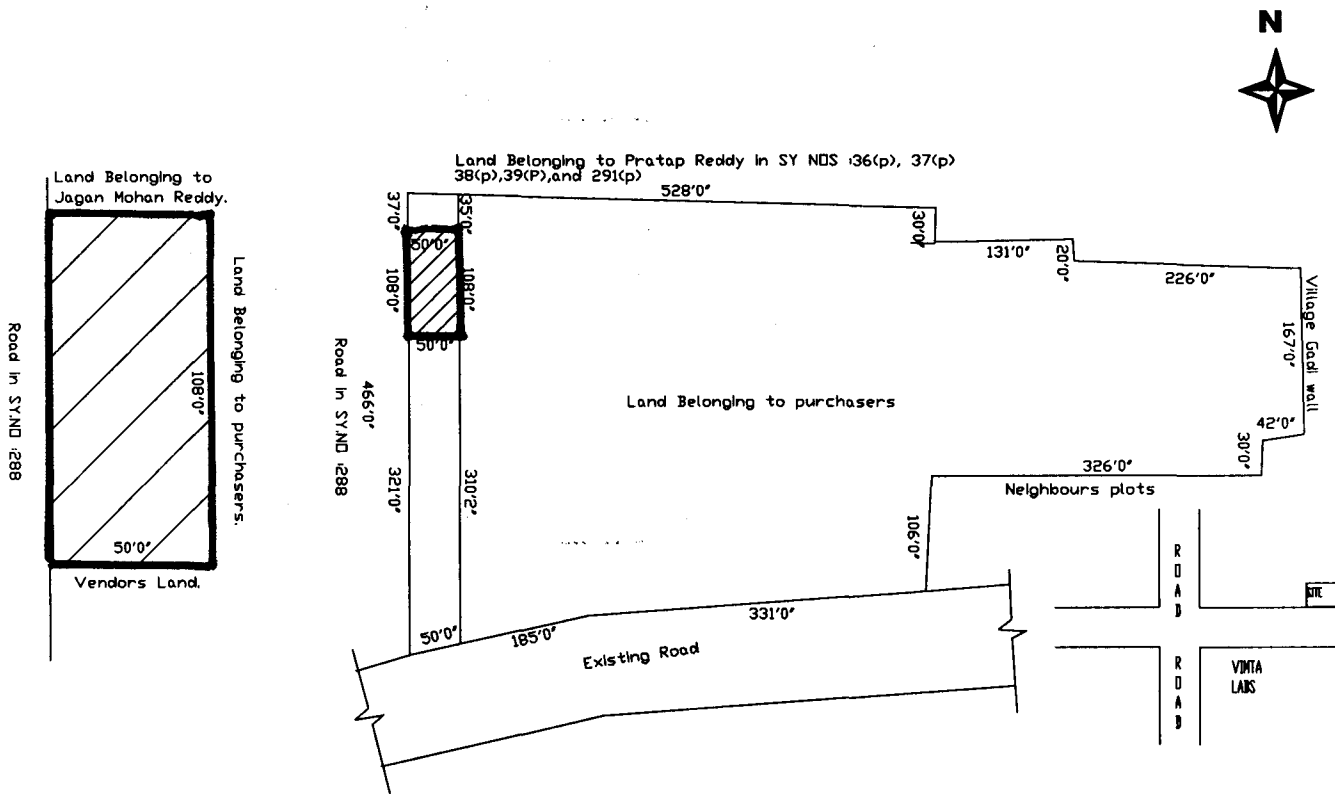 N
Land Belonging to
Jagan Mohan Reddy.
Road in SY.NO :288
108'0"
Land Belonging to purchasers.
50'0"
Vendors Land.
Land Belonging to Pratap Reddy in SY NOS :36(p), 37(p)
38(p),39(P),and 291(p)
528'0"
37'0"
35'0"
50'0"
108'0"
108'0"
50'0"
30'0"
131'0"
20'0"
226'0"
Village Gadi wall
167'0"
42'0"
30'0"
326'0"
Neighbours plots
Land Belonging to purchasers
Road in SY.NO :288
466'0"
321'0"
310'2"
106'0"
50'0"
185'0"
331'0"
Existing Road
ROAD
ROAD
SITE
VIMTA
LABS